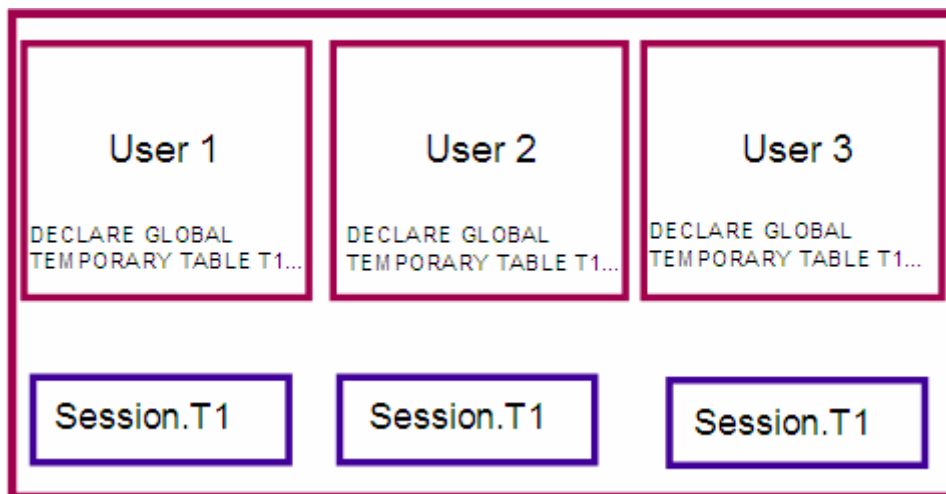 User 1
DECLARE GLOBAL
TEMPORARY TABLE T1...
User 2
DECLARE GLOBAL
TEMPORARY TABLE T1...
User 3
DECLARE GLOBAL
TEMPORARY TABLE T1...
Session.T1
Session.T1
Session.T1